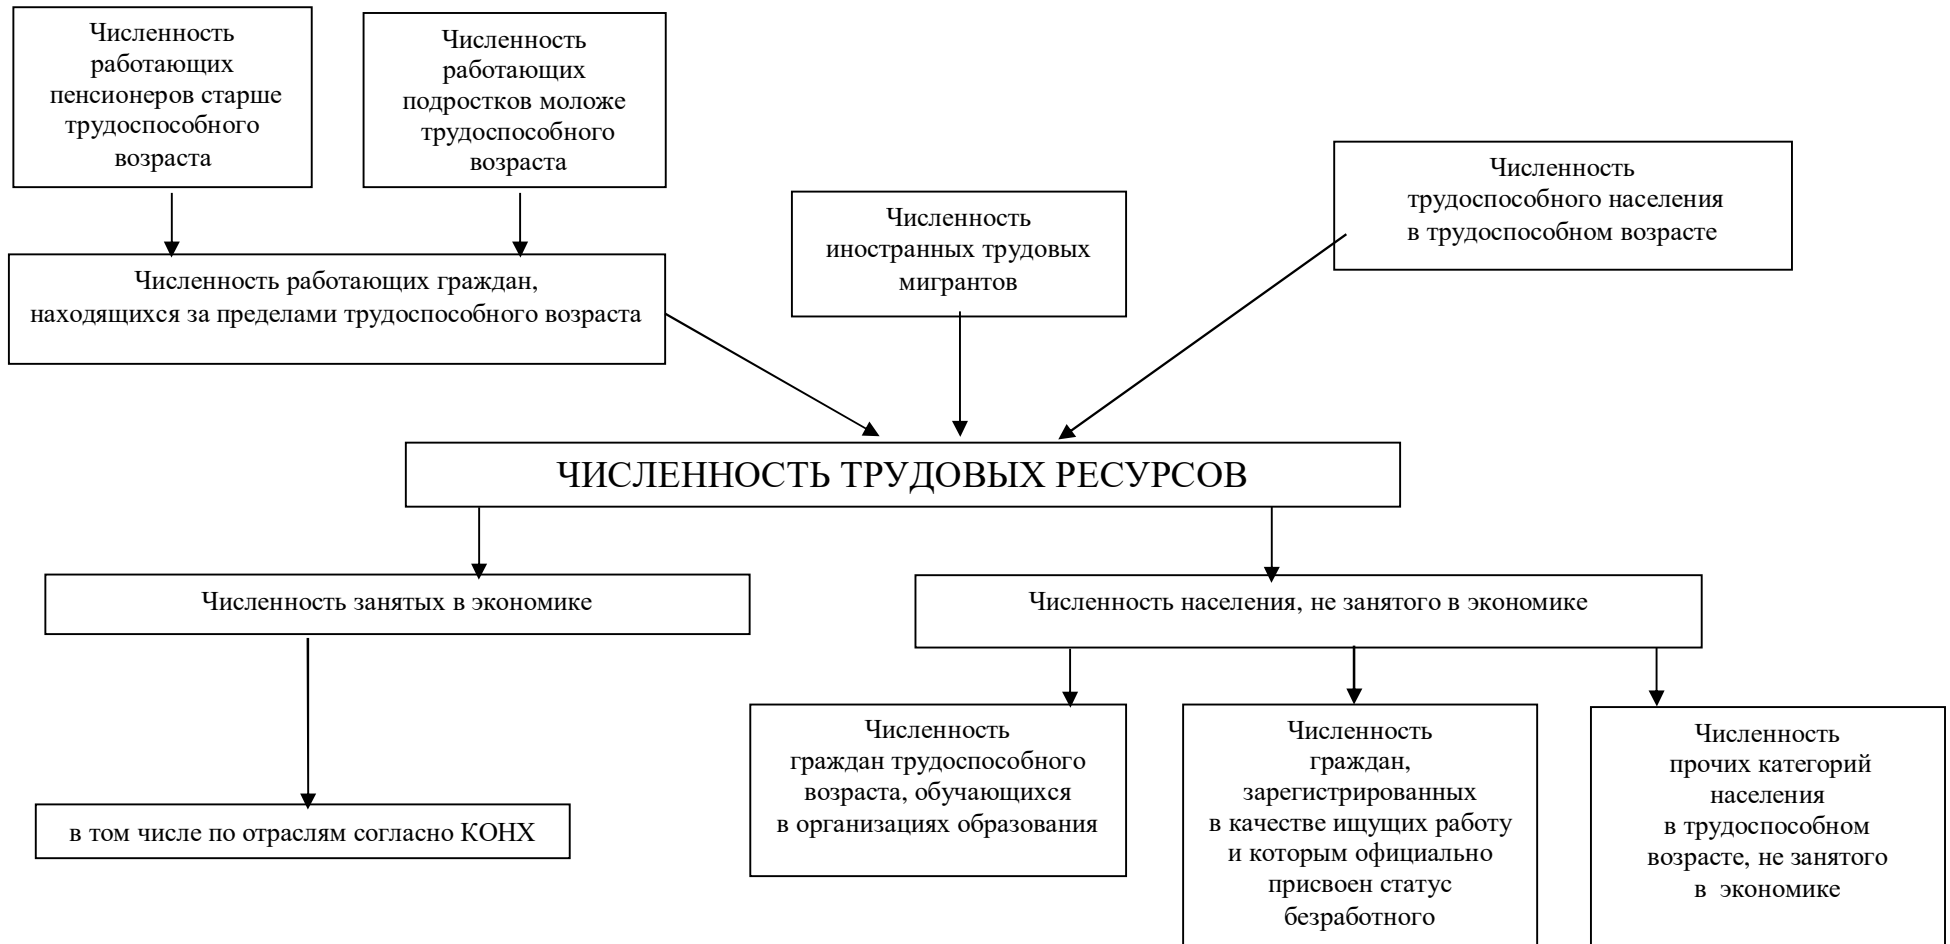 Численность
работающих
пенсионеров старше
трудоспособного
возраста
Численность
работающих
подростков моложе
трудоспособного
возраста
Численность
трудоспособного населения
в трудоспособном возрасте
Численность
иностранных трудовых
мигрантов
Численность работающих граждан,
находящихся за пределами трудоспособного возраста
ЧИСЛЕННОСТЬ ТРУДОВЫХ РЕСУРСОВ
Численность занятых в экономике
Численность населения, не занятого в экономике
в том числе по отраслям согласно КОНХ
Численность
граждан трудоспособного
возраста, обучающихся
в организациях образования
Численность
граждан,
зарегистрированных
в качестве ищущих работу
и которым официально
присвоен статус
безработного
Численность
прочих категорий
населения
в трудоспособном
возрасте, не занятого
в экономике